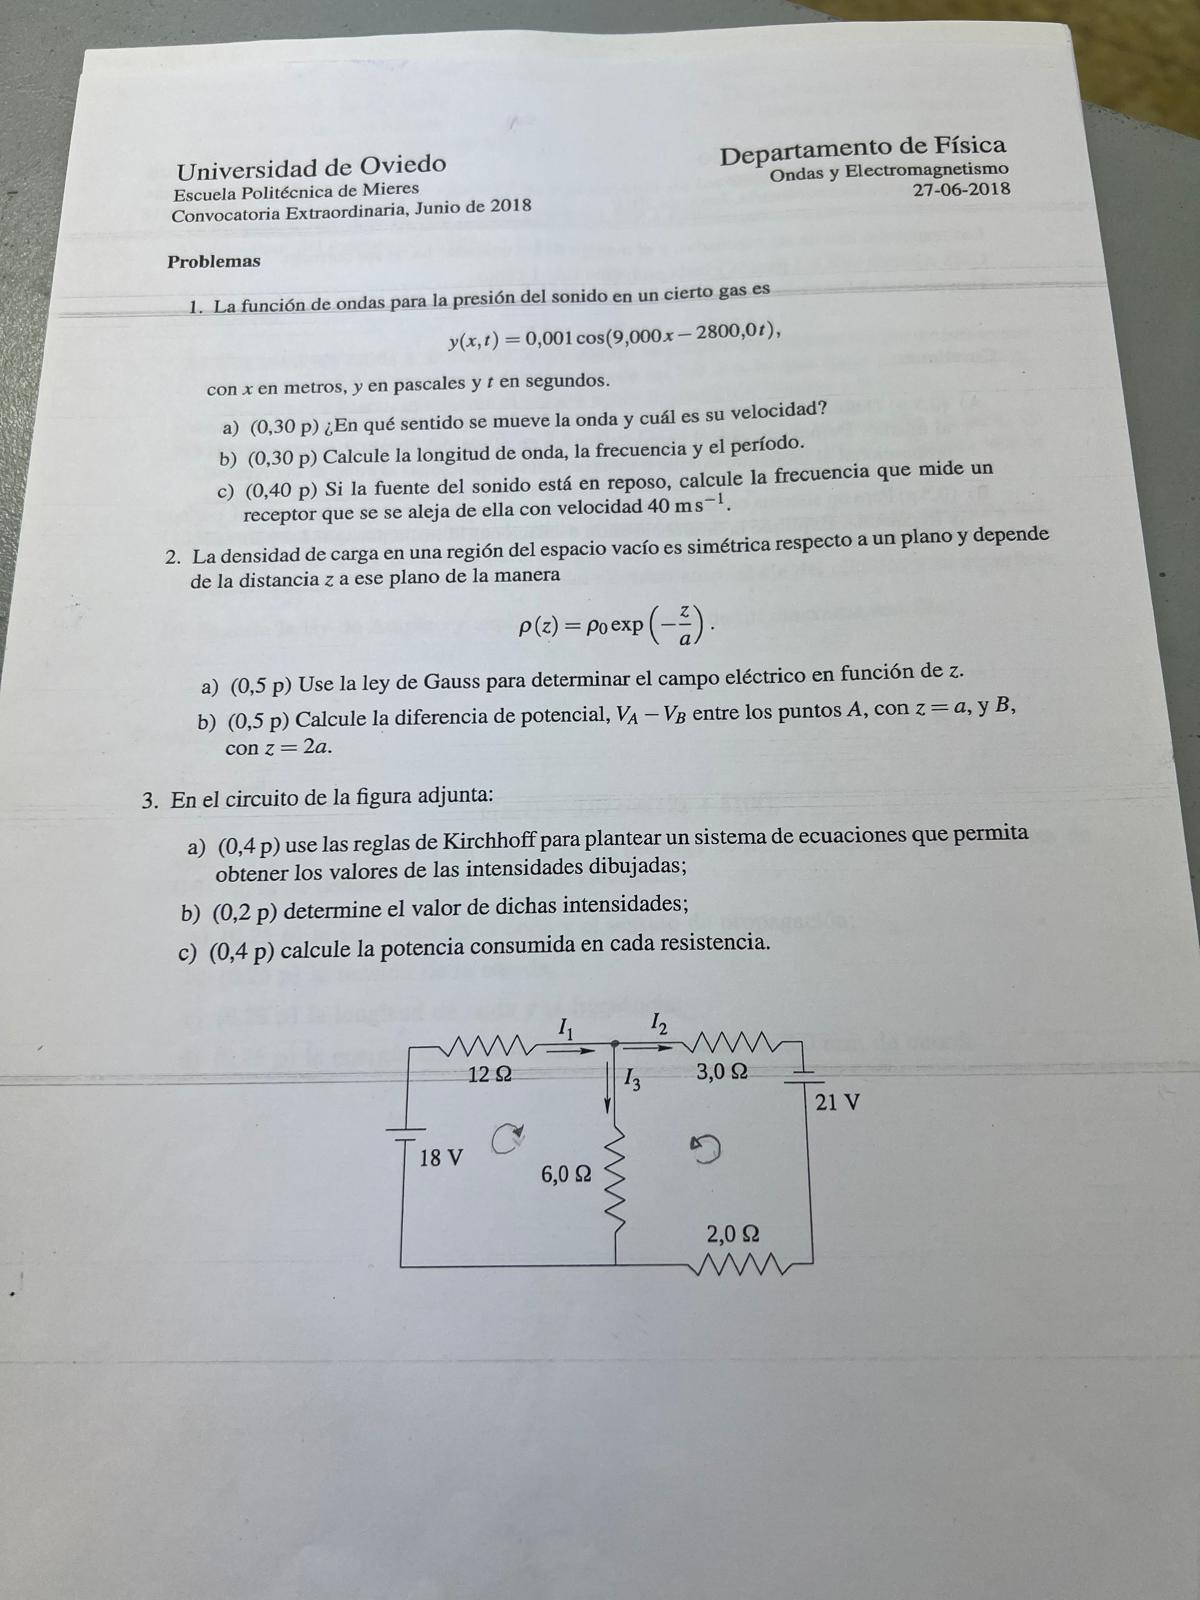 Universidad de Oviedo
Escuela Politécnica de Mieres
Convocatoria Extraordinaria, Junio de 2018
Departamento de Física
Ondas y Electromagnetismo
27-06-2018
Problemas
1. La función de ondas para la presión del sonido en un cierto gas es
y(x,t) = 0,001 cos(9,000x − 2800,0t),
con x en metros, y en pascales y t en segundos.
a) (0,30 p) ¿En qué sentido se mueve la onda y cuál es su velocidad?
b) (0,30 p) Calcule la longitud de onda, la frecuencia y el período.
c) (0,40 p) Si la fuente del sonido está en reposo, calcule la frecuencia que mide un
receptor que se se aleja de ella con velocidad 40 m s⁻¹.
2. La densidad de carga en una región del espacio vacío es simétrica respecto a un plano y depende
de la distancia z a ese plano de la manera
ρ(z) = ρ₀ exp(−z/a).
a) (0,5 p) Use la ley de Gauss para determinar el campo eléctrico en función de z.
b) (0,5 p) Calcule la diferencia de potencial, V_A − V_B entre los puntos A, con z = a, y B,
con z = 2a.
3. En el circuito de la figura adjunta:
a) (0,4 p) use las reglas de Kirchhoff para plantear un sistema de ecuaciones que permita
obtener los valores de las intensidades dibujadas;
b) (0,2 p) determine el valor de dichas intensidades;
c) (0,4 p) calcule la potencia consumida en cada resistencia.
I₁ I₂
12 Ω I₃ 3,0 Ω
21 V
18 V
6,0 Ω
2,0 Ω